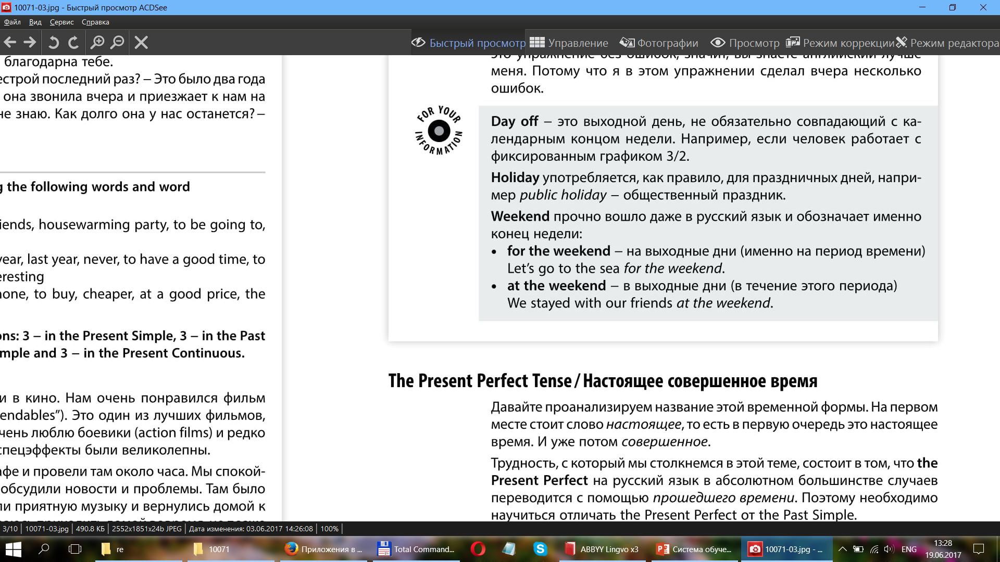 10071-03.jpg - Быстрый просмотр ACDSee
Файл Вид Сервис Справка
Быстрый просмотр Управление Фотографии Просмотр Режим коррекции Режим редактора
благодарна тебе.
естрой последний раз? – Это было два года
она звонила вчера и приезжает к нам на
не знаю. Как долго она у нас останется? –
g the following words and word
iends, housewarming party, to be going to,
year, last year, never, to have a good time, to
eresting
hone, to buy, cheaper, at a good price, the
ons: 3 – in the Present Simple, 3 – in the Past
mple and 3 – in the Present Continuous.
и в кино. Нам очень понравился фильм
endables”). Это один из лучших фильмов,
чень люблю боевики (action films) и редко
спецэффекты были великолепны.
афе и провели там около часа. Мы спокой-
обсудили новости и проблемы. Там было
ли приятную музыку и вернулись домой к
это упражнение без ошибок, значит, вы знаете английский лучше
меня. Потому что я в этом упражнении сделал вчера несколько
ошибок.
FOR YOUR
INFORMATION
Day off – это выходной день, не обязательно совпадающий с ка-
лендарным концом недели. Например, если человек работает с
фиксированным графиком 3/2.
Holiday употребляется, как правило, для праздничных дней, напри-
мер public holiday – общественный праздник.
Weekend прочно вошло даже в русский язык и обозначает именно
конец недели:
• for the weekend – на выходные дни (именно на период времени)
Let’s go to the sea for the weekend.
• at the weekend – в выходные дни (в течение этого периода)
We stayed with our friends at the weekend.
The Present Perfect Tense / Настоящее совершенное время
Давайте проанализируем название этой временной формы. На первом
месте стоит слово настоящее, то есть в первую очередь это настоящее
время. И уже потом совершенное.
Трудность, с который мы столкнемся в этой теме, состоит в том, что the
Present Perfect на русский язык в абсолютном большинстве случаев
переводится с помощью прошедшего времени. Поэтому необходимо
научиться отличать the Present Perfect от the Past Simple.
3/10 10071-03.jpg 490.8 КБ 2552x1851x24b JPEG Дата изменения: 03.06.2017 14:26:08 100%
re 10071 Приложения в ... Total Command... ABBYY Lingvo x3 Система обуче... 10071-03.jpg - ... ENG
13:28
19.06.2017